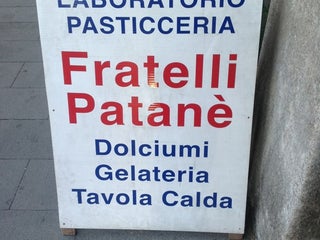 LABORATORIO
PASTICCERIA
Fratelli
Patanè
Dolciumi
Gelateria
Tavola Calda